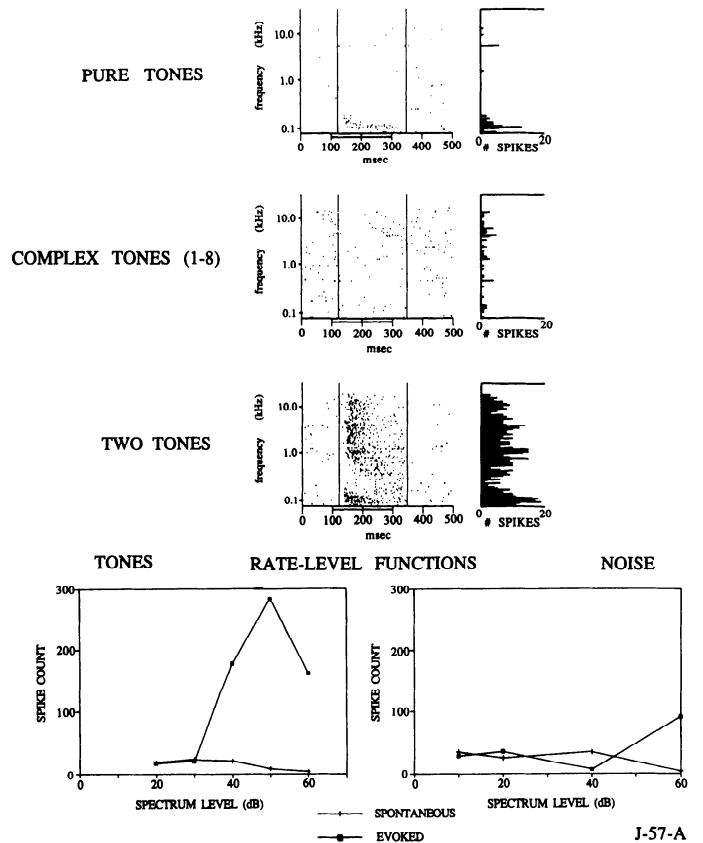 PURE TONES
frequency (kHz)
10.0
1.0
0.1
0 100 200 300 400 500
msec
0 20
# SPIKES
COMPLEX TONES (1-8)
frequency (kHz)
10.0
1.0
0.1
0 100 200 300 400 500
msec
0 20
# SPIKES
TWO TONES
frequency (kHz)
10.0
1.0
0.1
0 100 200 300 400 500
msec
0 20
# SPIKES
TONES RATE-LEVEL FUNCTIONS NOISE
SPIKE COUNT
300
200
100
0
0 20 40 60
SPECTRUM LEVEL (dB)
SPIKE COUNT
300
200
100
0
0 20 40 60
SPECTRUM LEVEL (dB)
SPONTANEOUS
EVOKED
J-57-A